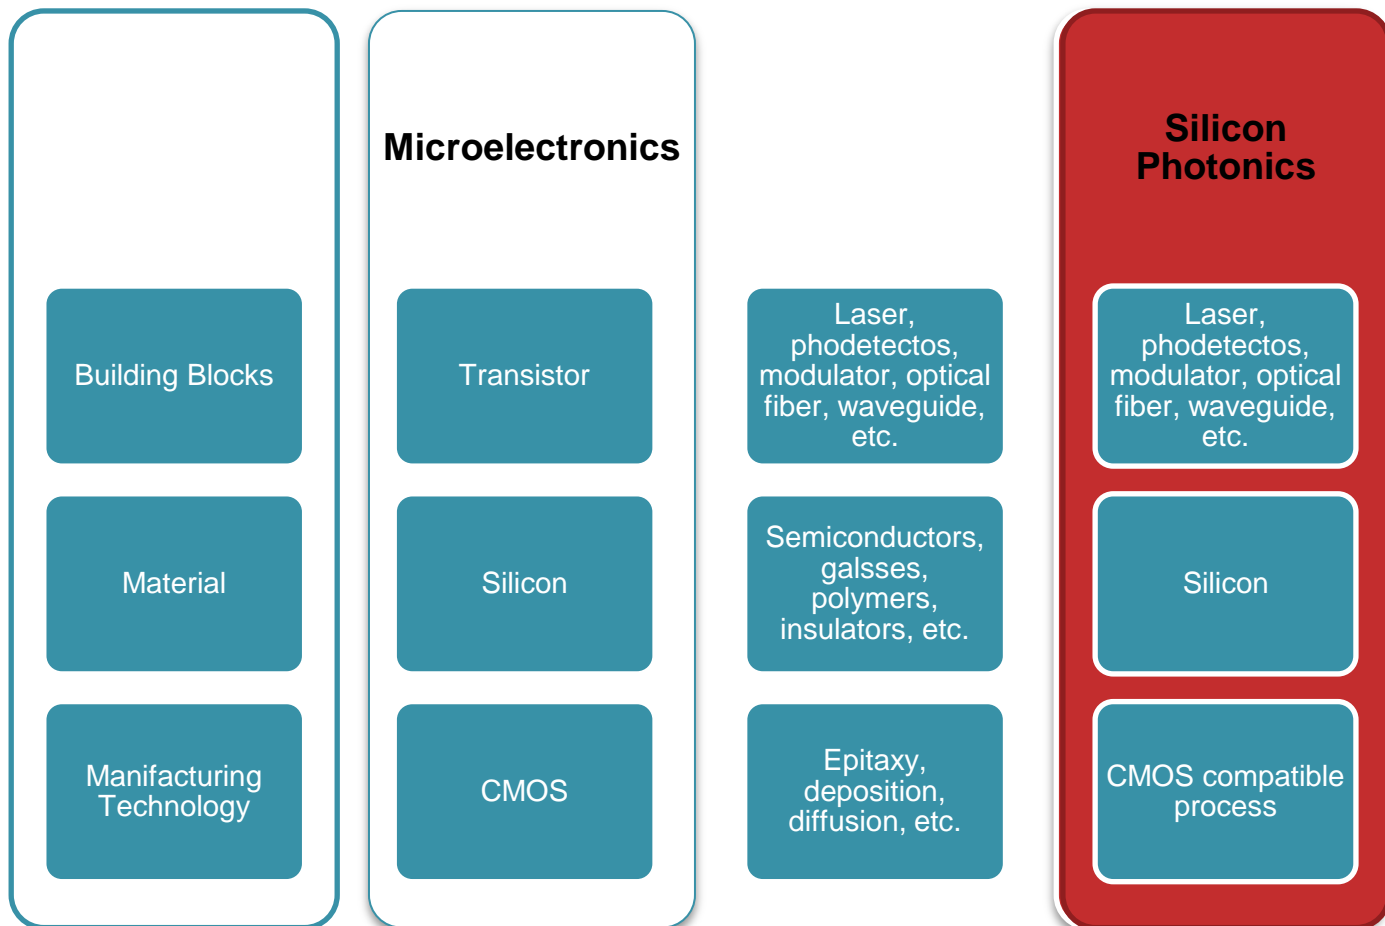 Microelectronics
Silicon
Photonics
Building Blocks
Transistor
Laser,
phodetectos,
modulator, optical
fiber, waveguide,
etc.
Laser,
phodetectos,
modulator, optical
fiber, waveguide,
etc.
Material
Silicon
Semiconductors,
galsses,
polymers,
insulators, etc.
Silicon
Manifacturing
Technology
CMOS
Epitaxy,
deposition,
diffusion, etc.
CMOS compatible
process